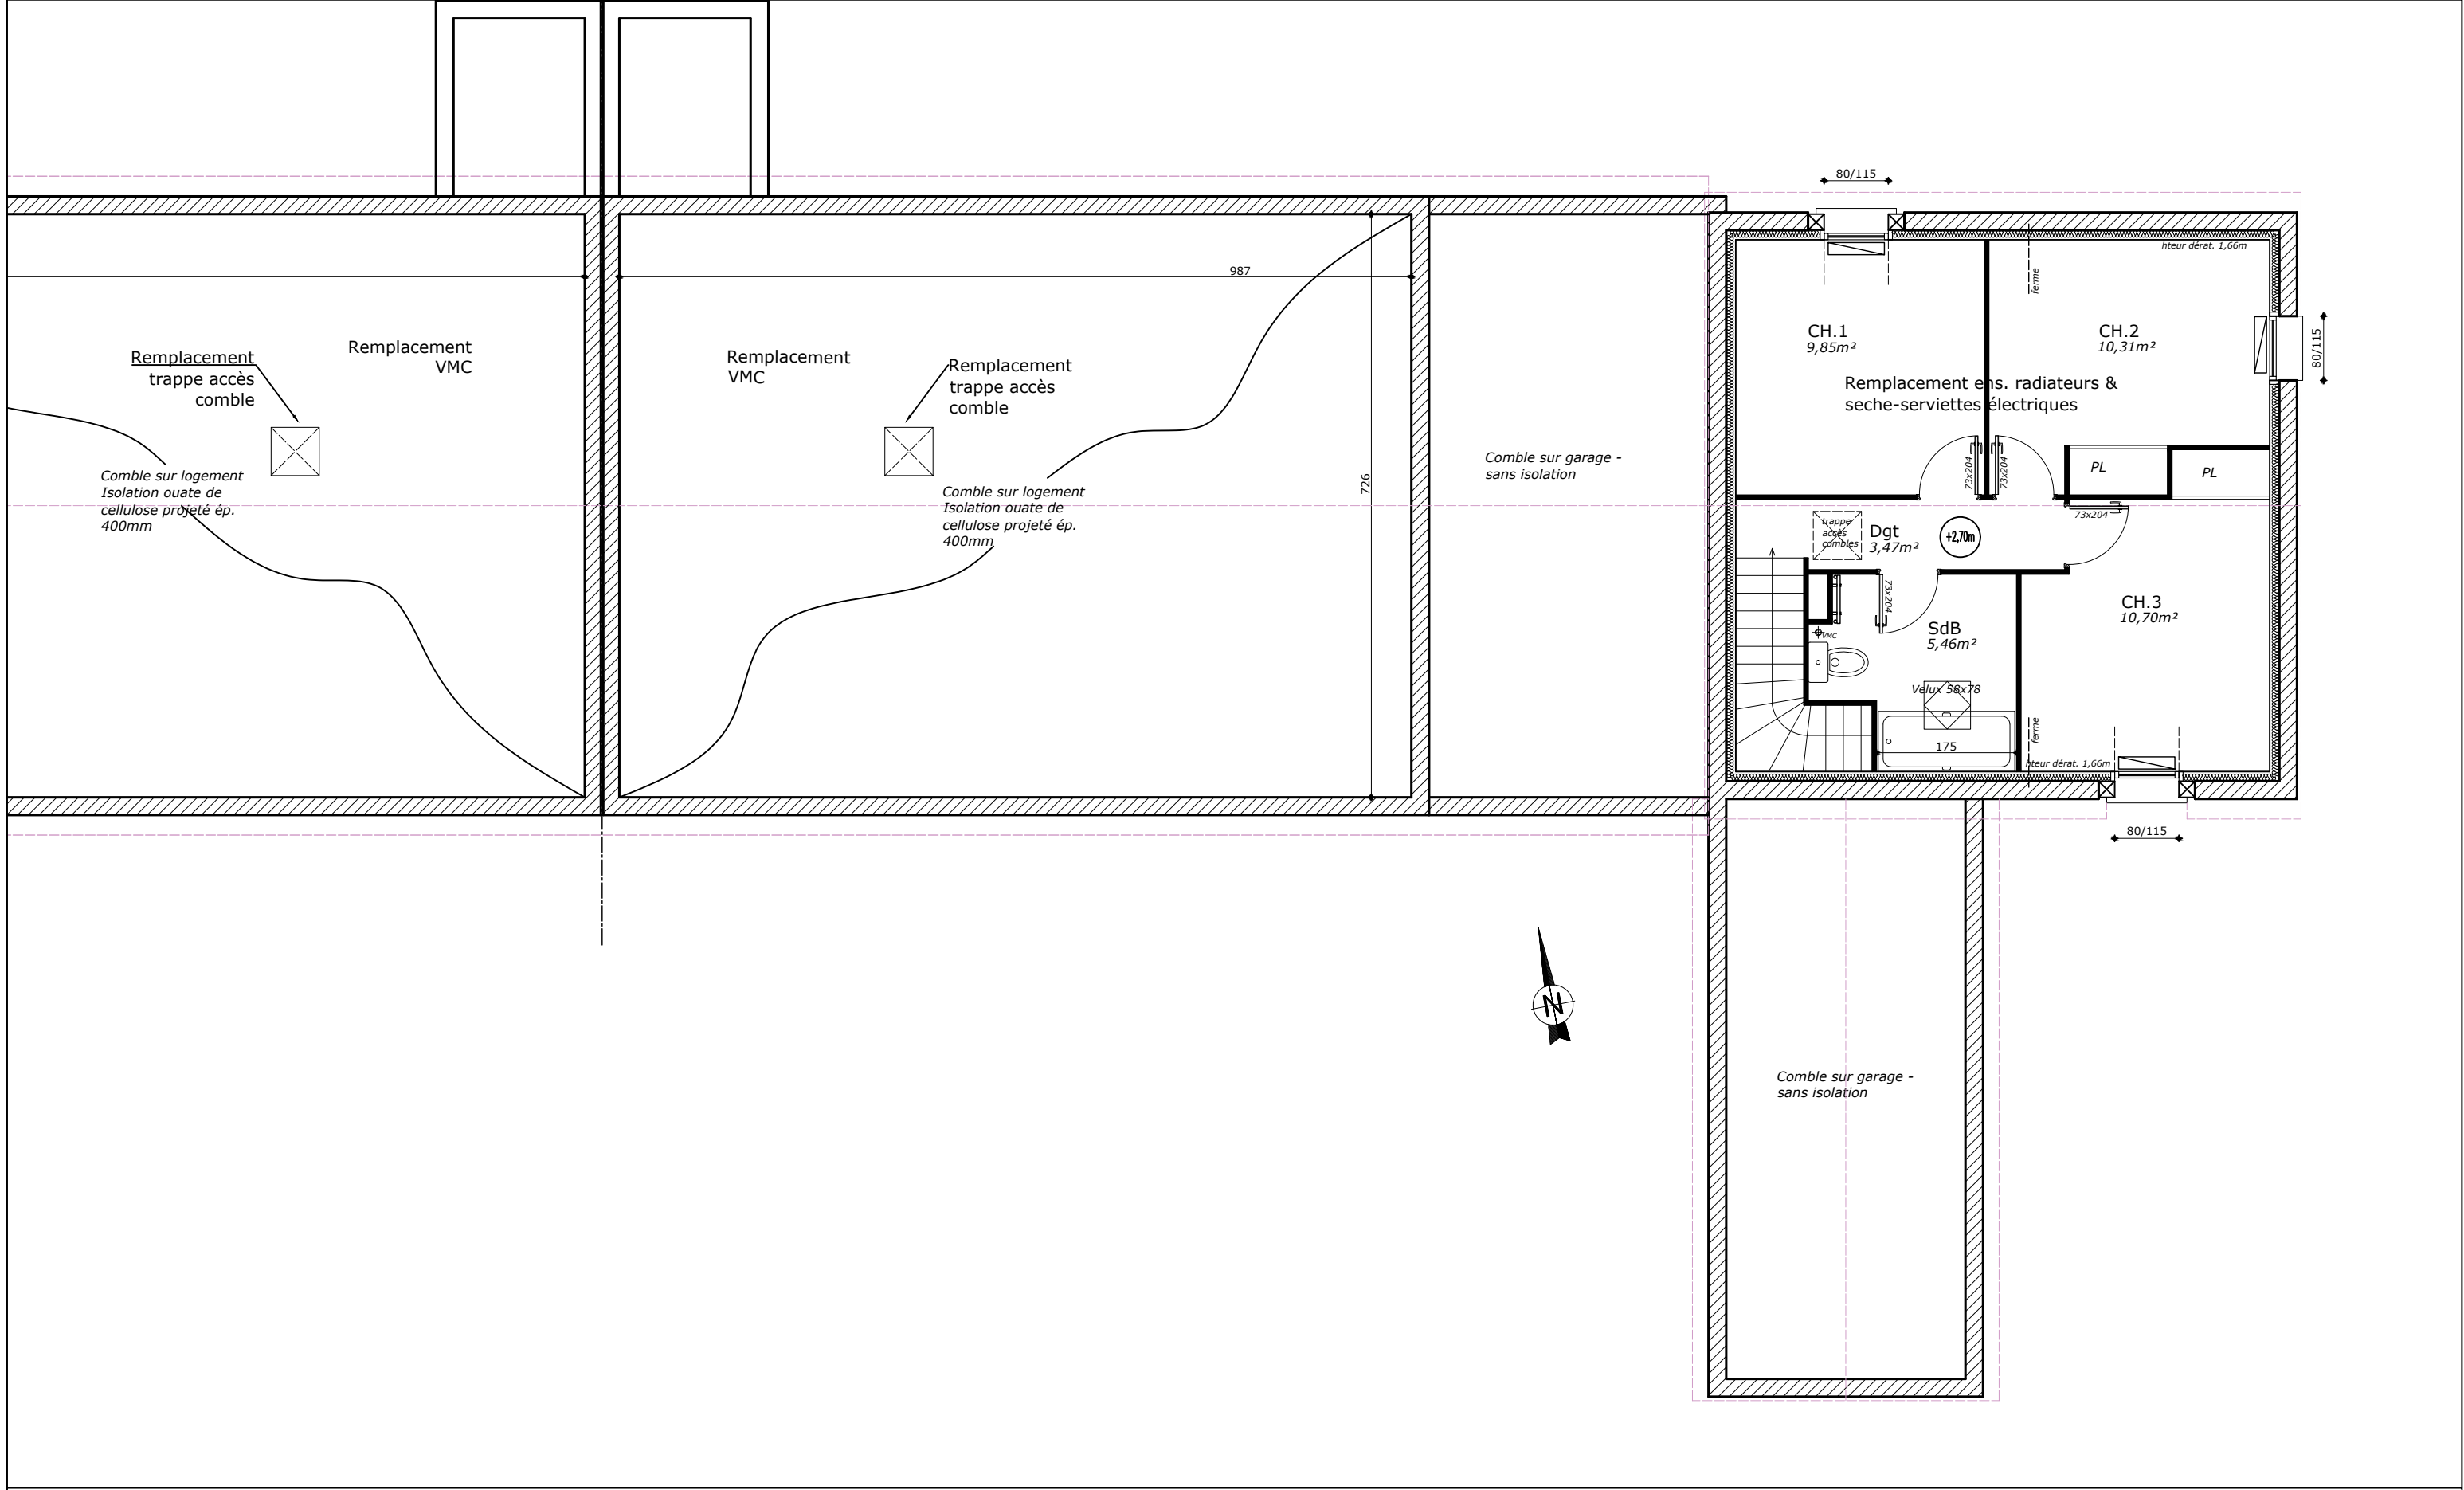 80/115
987
Remplacement
VMC
Remplacement
trappe accès
comble
Comble sur logement
Isolation ouate de
cellulose projeté ép.
400mm
Remplacement
VMC
Remplacement
trappe accès
comble
Comble sur logement
Isolation ouate de
cellulose projeté ép.
400mm
726
Comble sur garage -
sans isolation
hteur dérat. 1,66m
ferme
CH.1
9,85m²
CH.2
10,31m²
80/115
Remplacement ens. radiateurs &
seche-serviettes électriques
73x204
73x204
PL
PL
73x204
trappe
accès
combles
Dgt
3,47m²
+2,70m
73x204
VMC
SdB
5,46m²
CH.3
10,70m²
Velux 58x78
175
ferme
hteur dérat. 1,66m
80/115
N
Comble sur garage -
sans isolation